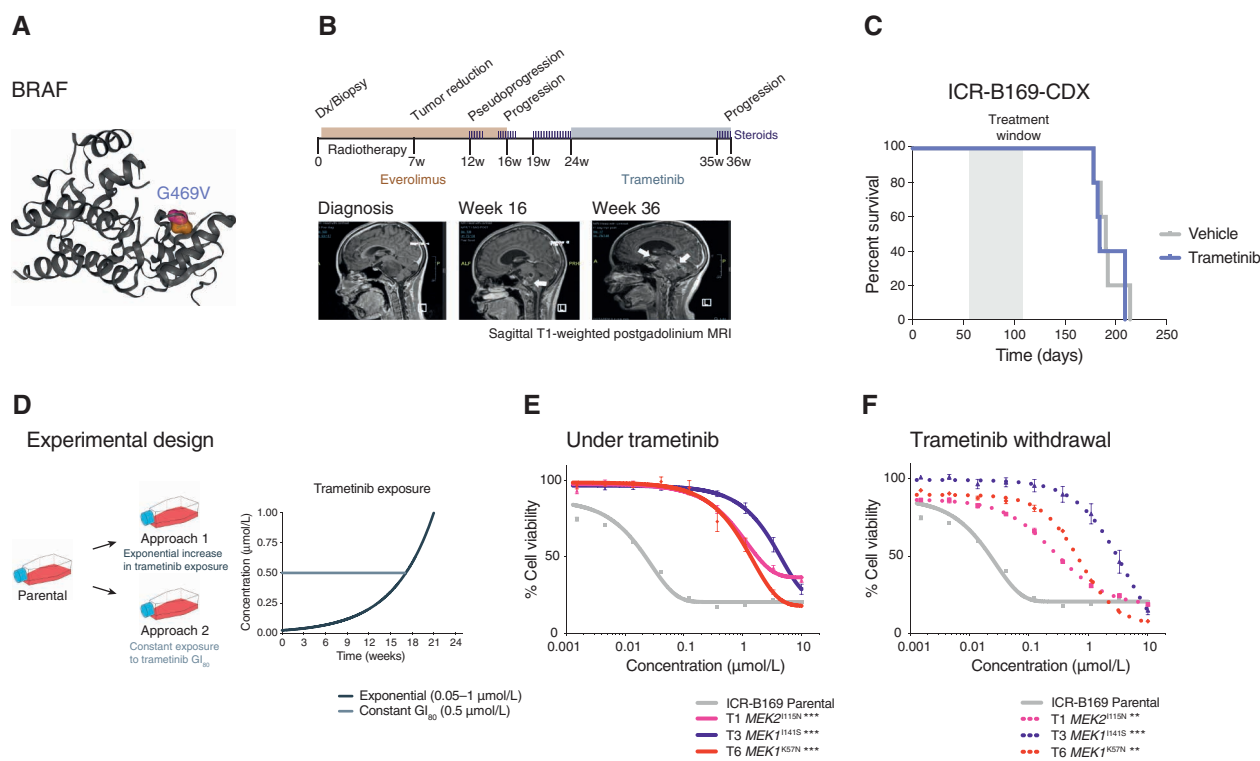 A
BRAF
G469V
B
Dx/Biopsy
Tumor reduction
Pseudoprogression
Progression
Progression
Steroids
Radiotherapy
0
7w
12w
16w
19w
24w
35w
36w
Everolimus
Trametinib
Diagnosis
Week 16
Week 36
Sagittal T1-weighted postgadolinium MRI
C
ICR-B169-CDX
Treatment
window
Percent survival
100
80
60
40
20
0
0 50 100 150 200 250
Time (days)
Vehicle
Trametinib
D
Experimental design
Parental
Approach 1
Exponential increase
in trametinib exposure
Approach 2
Constant exposure
to trametinib GI80
Trametinib exposure
Concentration (μmol/L)
1.00
0.75
0.50
0.25
0.00
0 3 6 9 12 15 18 21 24
Time (weeks)
Exponential (0.05–1 μmol/L)
Constant GI80 (0.5 μmol/L)
E
Under trametinib
% Cell viability
100
50
0
0.001 0.01 0.1 1 10
Concentration (μmol/L)
ICR-B169 Parental
T1 MEK2I115N ***
T3 MEK1I141S ***
T6 MEK1K57N ***
F
Trametinib withdrawal
% Cell viability
100
50
0
0.001 0.01 0.1 1 10
Concentration (μmol/L)
ICR-B169 Parental
T1 MEK2I115N **
T3 MEK1I141S ***
T6 MEK1K57N **